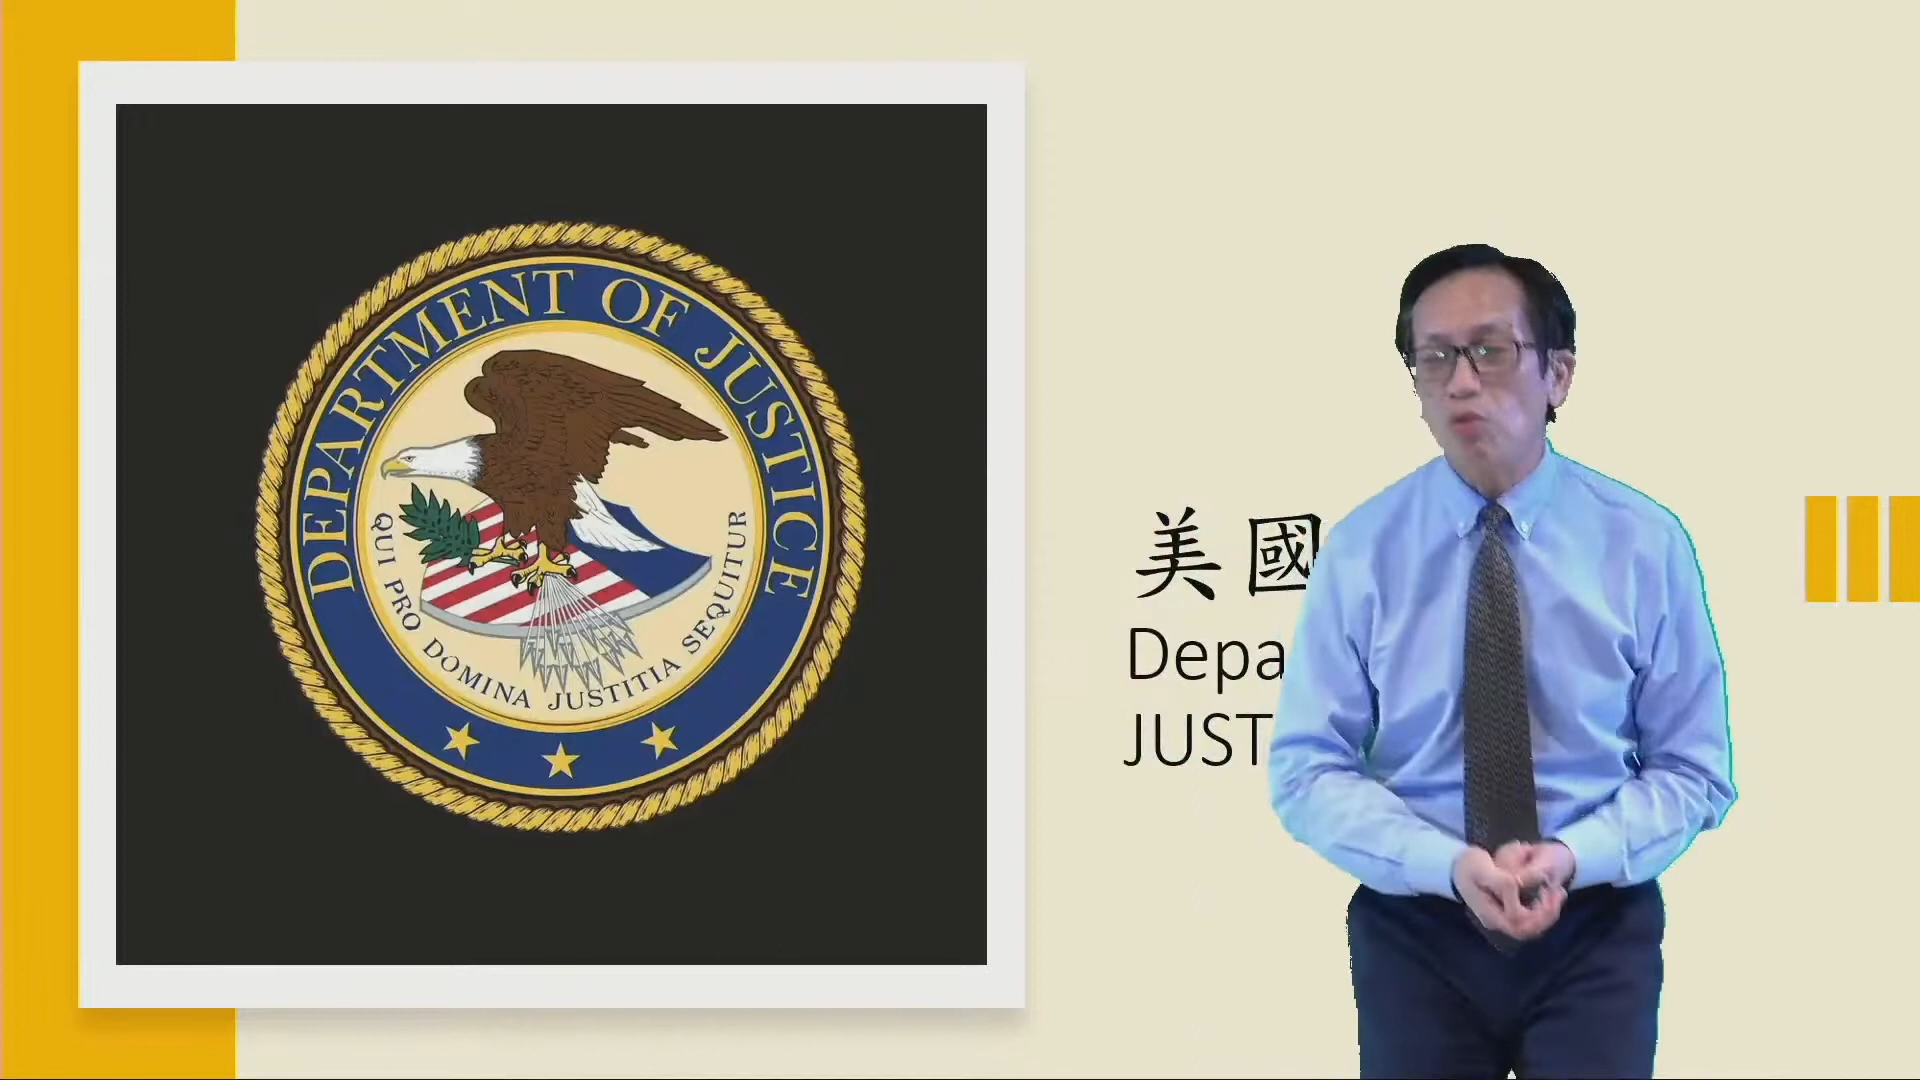 DEPARTMENT OF JUSTICE
QUI PRO DOMINA JUSTITIA SEQUITUR
美國
Depa
JUST